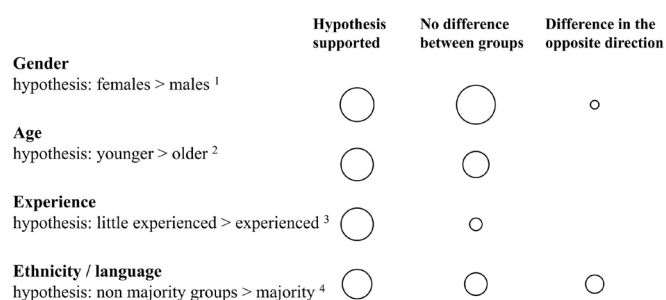 Hypothesis supported
No difference between groups
Difference in the opposite direction
Gender
hypothesis: females > males 1
Age
hypothesis: younger > older 2
Experience
hypothesis: little experienced > experienced 3
Ethnicity / language
hypothesis: non majority groups > majority 4